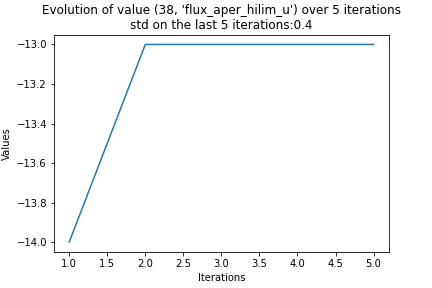 Evolution of value (38, 'flux_aper_hilim_u') over 5 iterations
std on the last 5 iterations:0.4
Values
−13.0
−13.2
−13.4
−13.6
−13.8
−14.0
1.0 1.5 2.0 2.5 3.0 3.5 4.0 4.5 5.0
Iterations